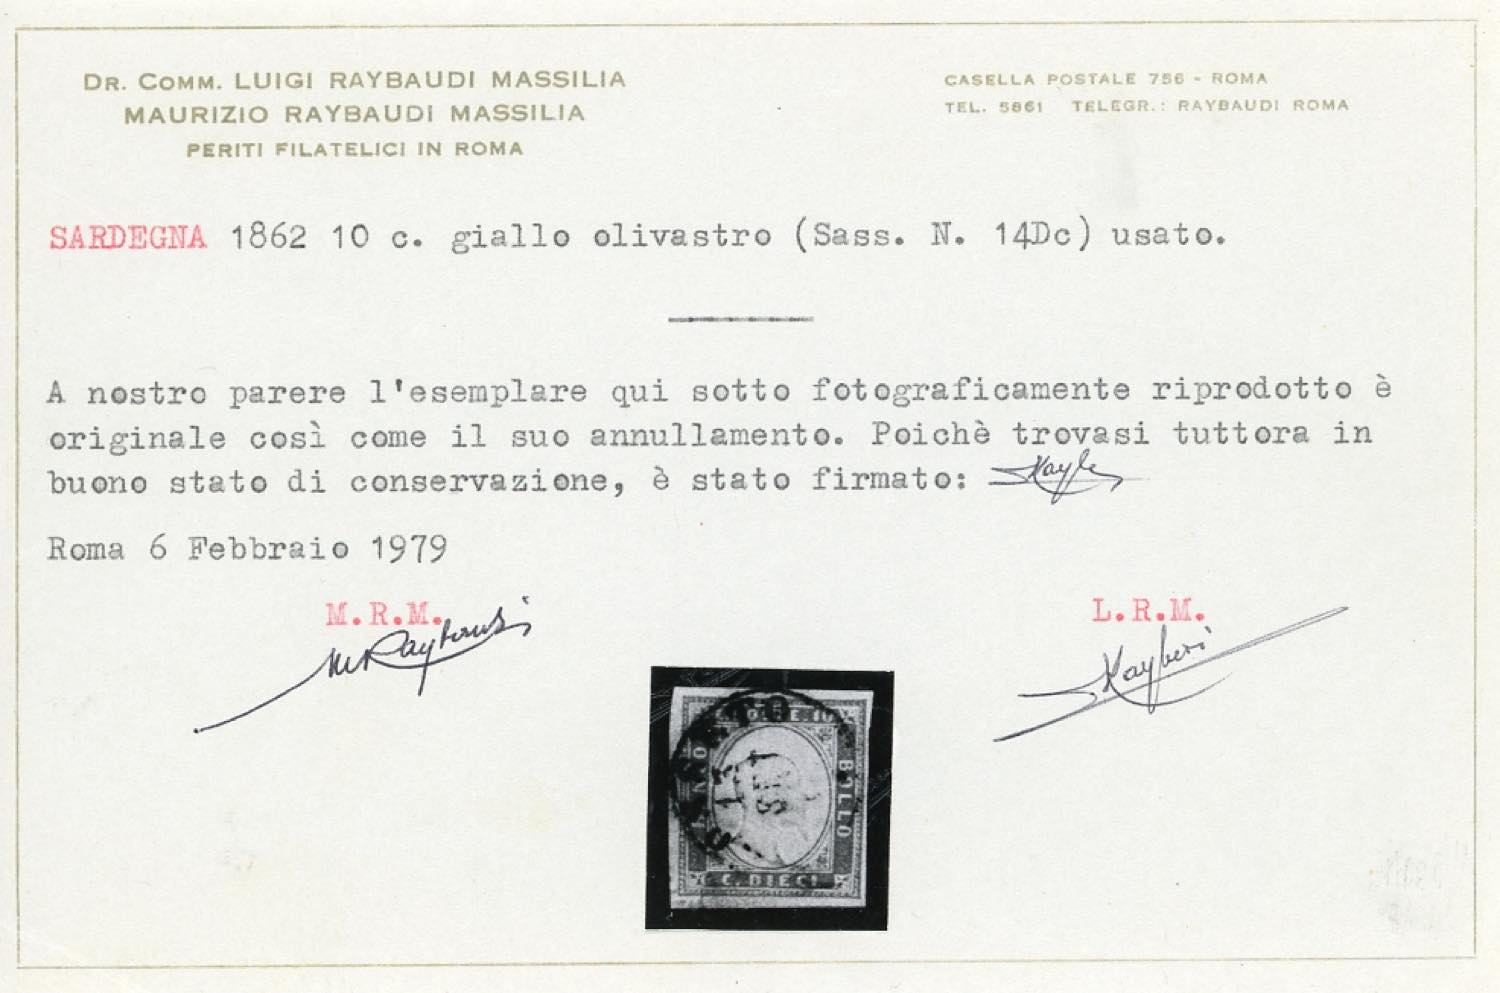 DR. COMM. LUIGI RAYBAUDI MASSILIA
MAURIZIO RAYBAUDI MASSILIA
PERITI FILATELICI IN ROMA
CASELLA POSTALE 756 - ROMA
TEL. 5861 TELEGR.: RAYBAUDI ROMA
SARDEGNA 1862 10 c. giallo olivastro (Sass. N. 14Dc) usato.
A nostro parere l'esemplare qui sotto fotograficamente riprodotto è
originale così come il suo annullamento. Poichè trovasi tuttora in
buono stato di conservazione, è stato firmato:
Roma 6 Febbraio 1979
M.R.M.
L.R.M.
BOLLO
C. DIECI